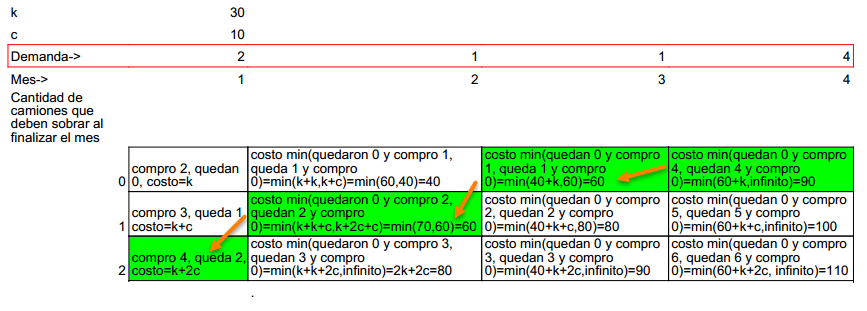 k 30
c 10
Demanda-> 2 1 1 4
Mes-> 1 2 3 4
Cantidad de
camiones que
deben sobrar al
finalizar el mes
0
compro 2, quedan
0, costo=k
costo min(quedaron 0 y compro 1,
queda 1 y compro
0)=min(k+k,k+c)=min(60,40)=40
costo min(quedan 0 y compro
1, queda 1 y compro
0)=min(40+k,60)=60
costo min(quedan 0 y compro
4, quedan 4 y compro
0)=min(60+k,infinito)=90
1
compro 3, queda 1
costo=k+c
costo min(quedaron 0 y compro 2,
quedan 2 y compro
0)=min(k+k+c,k+2c+c)=min(70,60)=60
costo min(quedan 0 y compro
2, quedan 2 y compro
0)=min(40+k+c,80)=80
costo min(quedan 0 y compro
5, quedan 5 y compro
0)=min(60+k+c,infinito)=100
2
compro 4, queda 2,
costo=k+2c
costo min(quedan 0 y compro 3,
quedan 3 y compro
0)=min(k+k+2c,infinito)=2k+2c=80
costo min(quedan 0 y compro
3, quedan 3 y compro
0)=min(40+k+2c,infinito)=90
costo min(quedan 0 y compro
6, quedan 6 y compro
0)=min(60+k+2c, infinito)=110
.